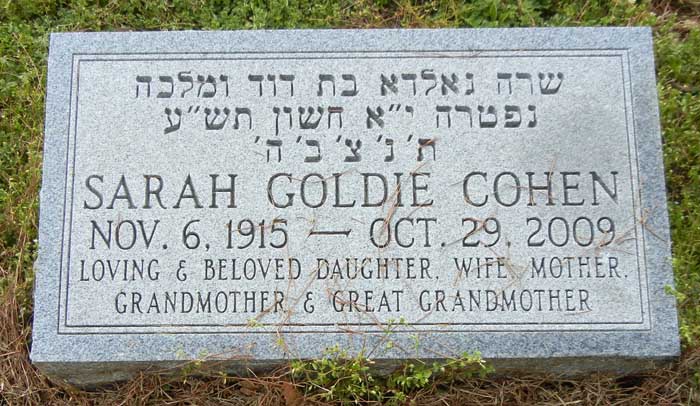 שרה גאלדא בת דוד ומלכה
נפטרה י״א חשון תש״ע
ת׳ נ׳ צ׳ ב׳ ה׳
SARAH GOLDIE COHEN
NOV. 6, 1915 — OCT. 29, 2009
LOVING & BELOVED DAUGHTER, WIFE, MOTHER,
GRANDMOTHER & GREAT GRANDMOTHER